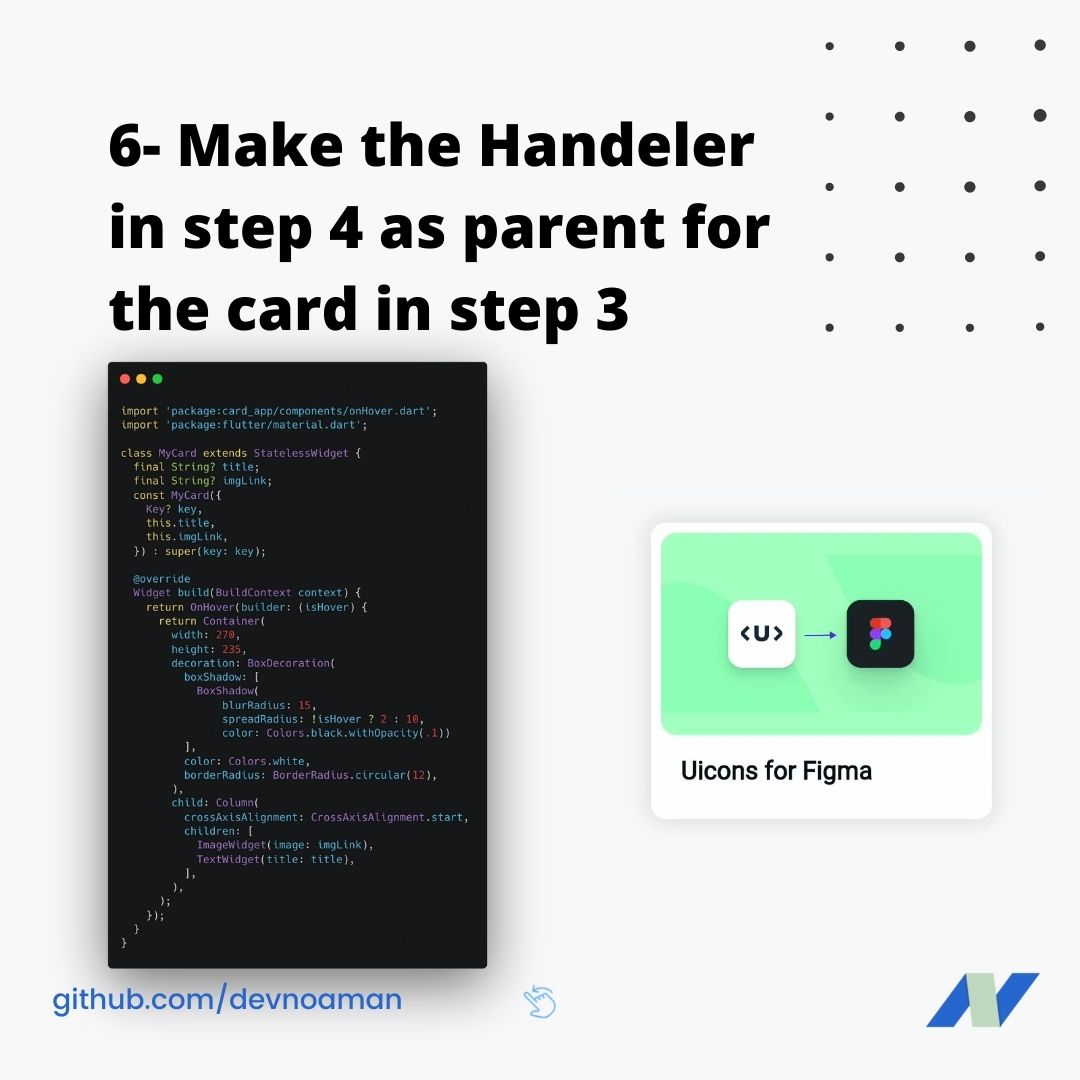 6- Make the Handeler
in step 4 as parent for
the card in step 3
import 'package:card_app/components/onHover.dart';
import 'package:flutter/material.dart';
class MyCard extends StatelessWidget {
  final String? title;
  final String? imgLink;
  const MyCard({
    Key? key,
    this.title,
    this.imgLink,
  }) : super(key: key);
  @override
  Widget build(BuildContext context) {
    return OnHover(builder: (isHover) {
      return Container(
        width: 270,
        height: 235,
        decoration: BoxDecoration(
          boxShadow: [
            BoxShadow(
                blurRadius: 15,
                spreadRadius: !isHover ? 2 : 10,
                color: Colors.black.withOpacity(.1))
          ],
          color: Colors.white,
          borderRadius: BorderRadius.circular(12),
        ),
        child: Column(
          crossAxisAlignment: CrossAxisAlignment.start,
          children: [
            ImageWidget(image: imgLink),
            TextWidget(title: title),
          ],
        ),
      );
    });
  }
}
<U>
Uicons for Figma
github.com/devnoaman